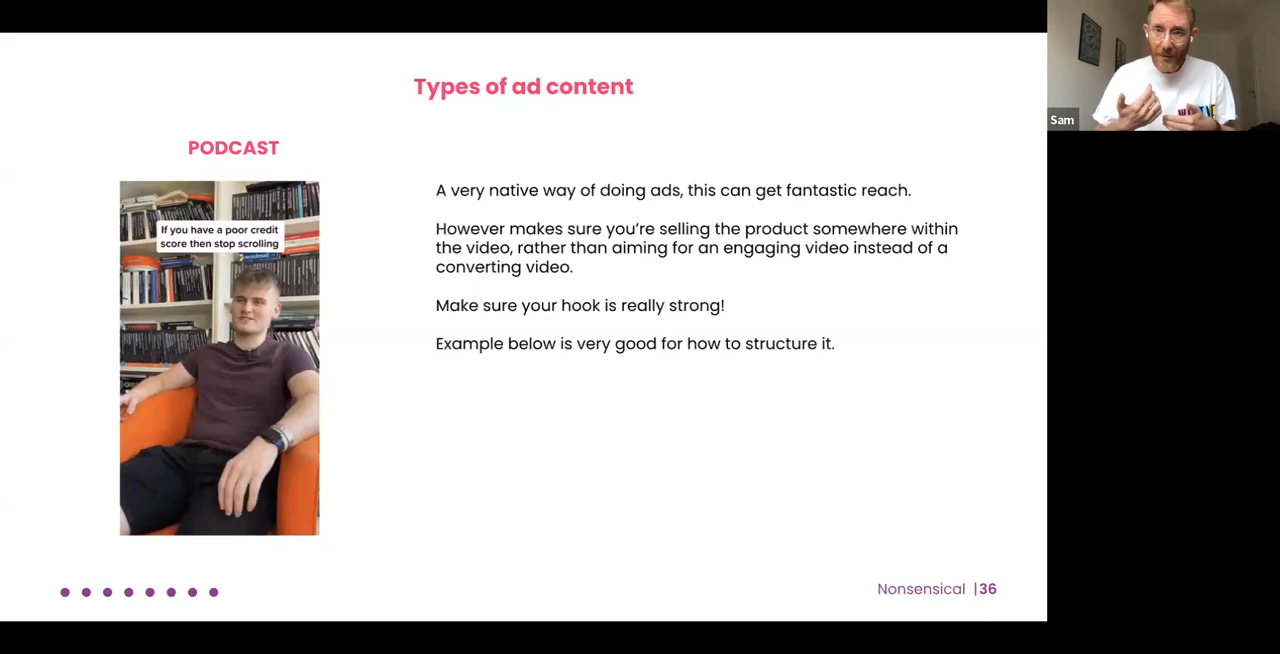 Types of ad content
PODCAST
If you have a poor credit
score then stop scrolling
A very native way of doing ads, this can get fantastic reach.
However makes sure you’re selling the product somewhere within
the video, rather than aiming for an engaging video instead of a
converting video.
Make sure your hook is really strong!
Example below is very good for how to structure it.
Nonsensical |36
Sam